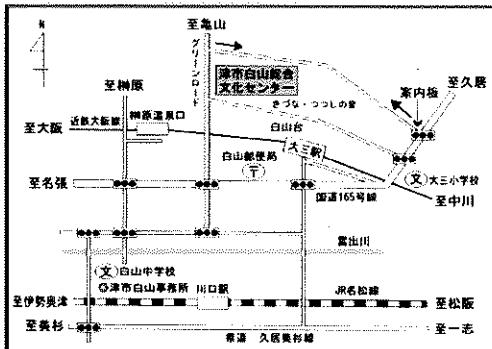 至亀山
N
グリーンロード
津市白山総合
文化センター
案内板
至久居
至榊原
きづな・つつじの里
近鉄大阪線
榊原温泉口
至大阪
白山台
大三駅
白山郵便局
〒
文
大三小学校
至名張
国道165号線
至中川
雲出川
文
白山中学校
◎津市白山事務所
川口駅
JR名松線
至伊勢奥津
至松阪
至美杉
県道 久居美杉線
至一志